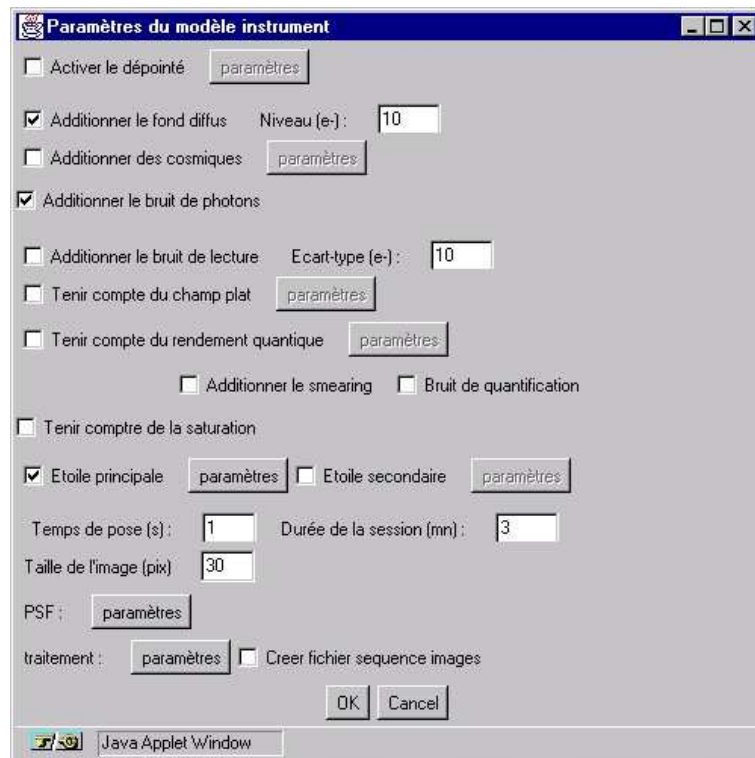 Paramètres du modèle instrument
Activer le dépointé paramètres
Additionner le fond diffus Niveau (e-) : 10
Additionner des cosmiques paramètres
Additionner le bruit de photons
Additionner le bruit de lecture Ecart-type (e-) : 10
Tenir compte du champ plat paramètres
Tenir compte du rendement quantique paramètres
Additionner le smearing Bruit de quantification
Tenir comptre de la saturation
Etoile principale paramètres Etoile secondaire paramètres
Temps de pose (s) : 1 Durée de la session (mn) : 3
Taille de l'image (pix) 30
PSF : paramètres
traitement : paramètres Creer fichier sequence images
OK Cancel
Java Applet Window